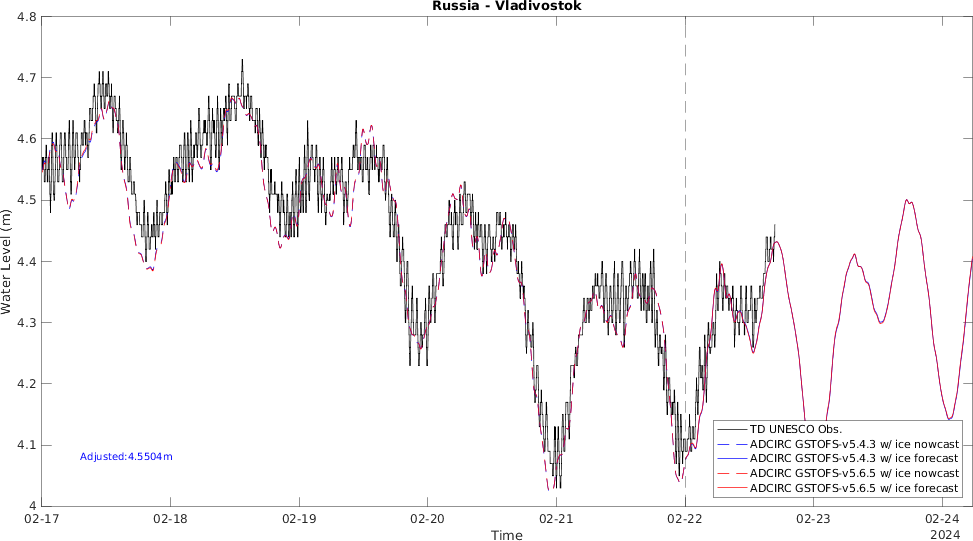 Russia - Vladivostok
4.8
4.7
4.6
4.5
4.4
4.3
4.2
4.1
4
Water Level (m)
Adjusted:4.5504m
TD UNESCO Obs.
ADCIRC GSTOFS-v5.4.3 w/ ice nowcast
ADCIRC GSTOFS-v5.4.3 w/ ice forecast
ADCIRC GSTOFS-v5.6.5 w/ ice nowcast
ADCIRC GSTOFS-v5.6.5 w/ ice forecast
02-17 02-18 02-19 02-20 02-21 02-22 02-23 02-24
Time
2024